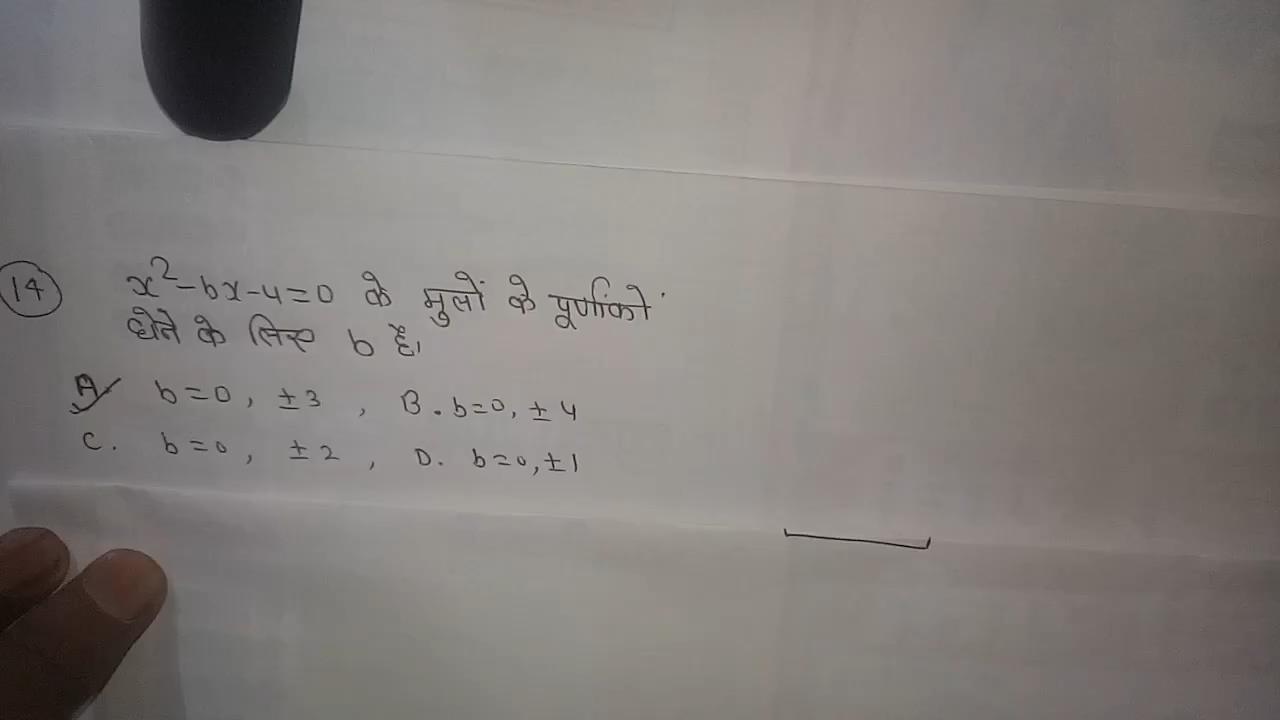 14 x²-bx-4=0 के मुलों के पूर्णांको
होने के लिए b है,
A b=0, ±3 , B. b=0, ±4
C. b=0, ±2 , D. b=0, ±1